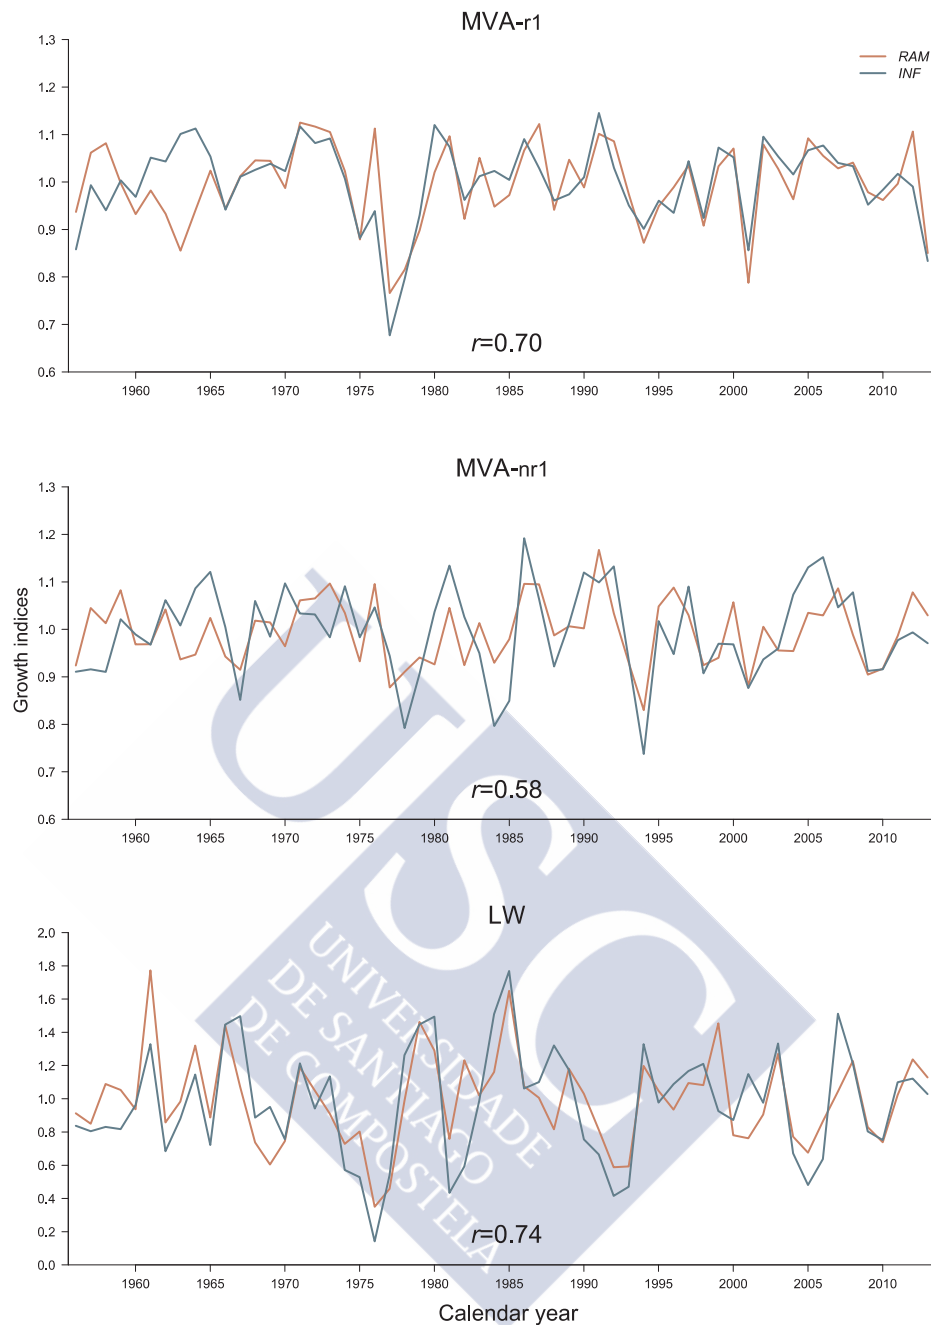 MVA-r1
1.3
1.2
1.1
1.0
0.9
0.8
0.7
0.6
RAM
INF
r=0.70
1960 1965 1970 1975 1980 1985 1990 1995 2000 2005 2010
MVA-nr1
Growth indices
1.3
1.2
1.1
1.0
0.9
0.8
0.7
0.6
r=0.58
1960 1965 1970 1975 1980 1985 1990 1995 2000 2005 2010
LW
2.0
1.8
1.6
1.4
1.2
1.0
0.8
0.6
0.4
0.2
0.0
r=0.74
1960 1965 1970 1975 1980 1985 1990 1995 2000 2005 2010
Calendar year
USC
UNIVERSIDADE
DE SANTIAGO
DE COMPOSTELA